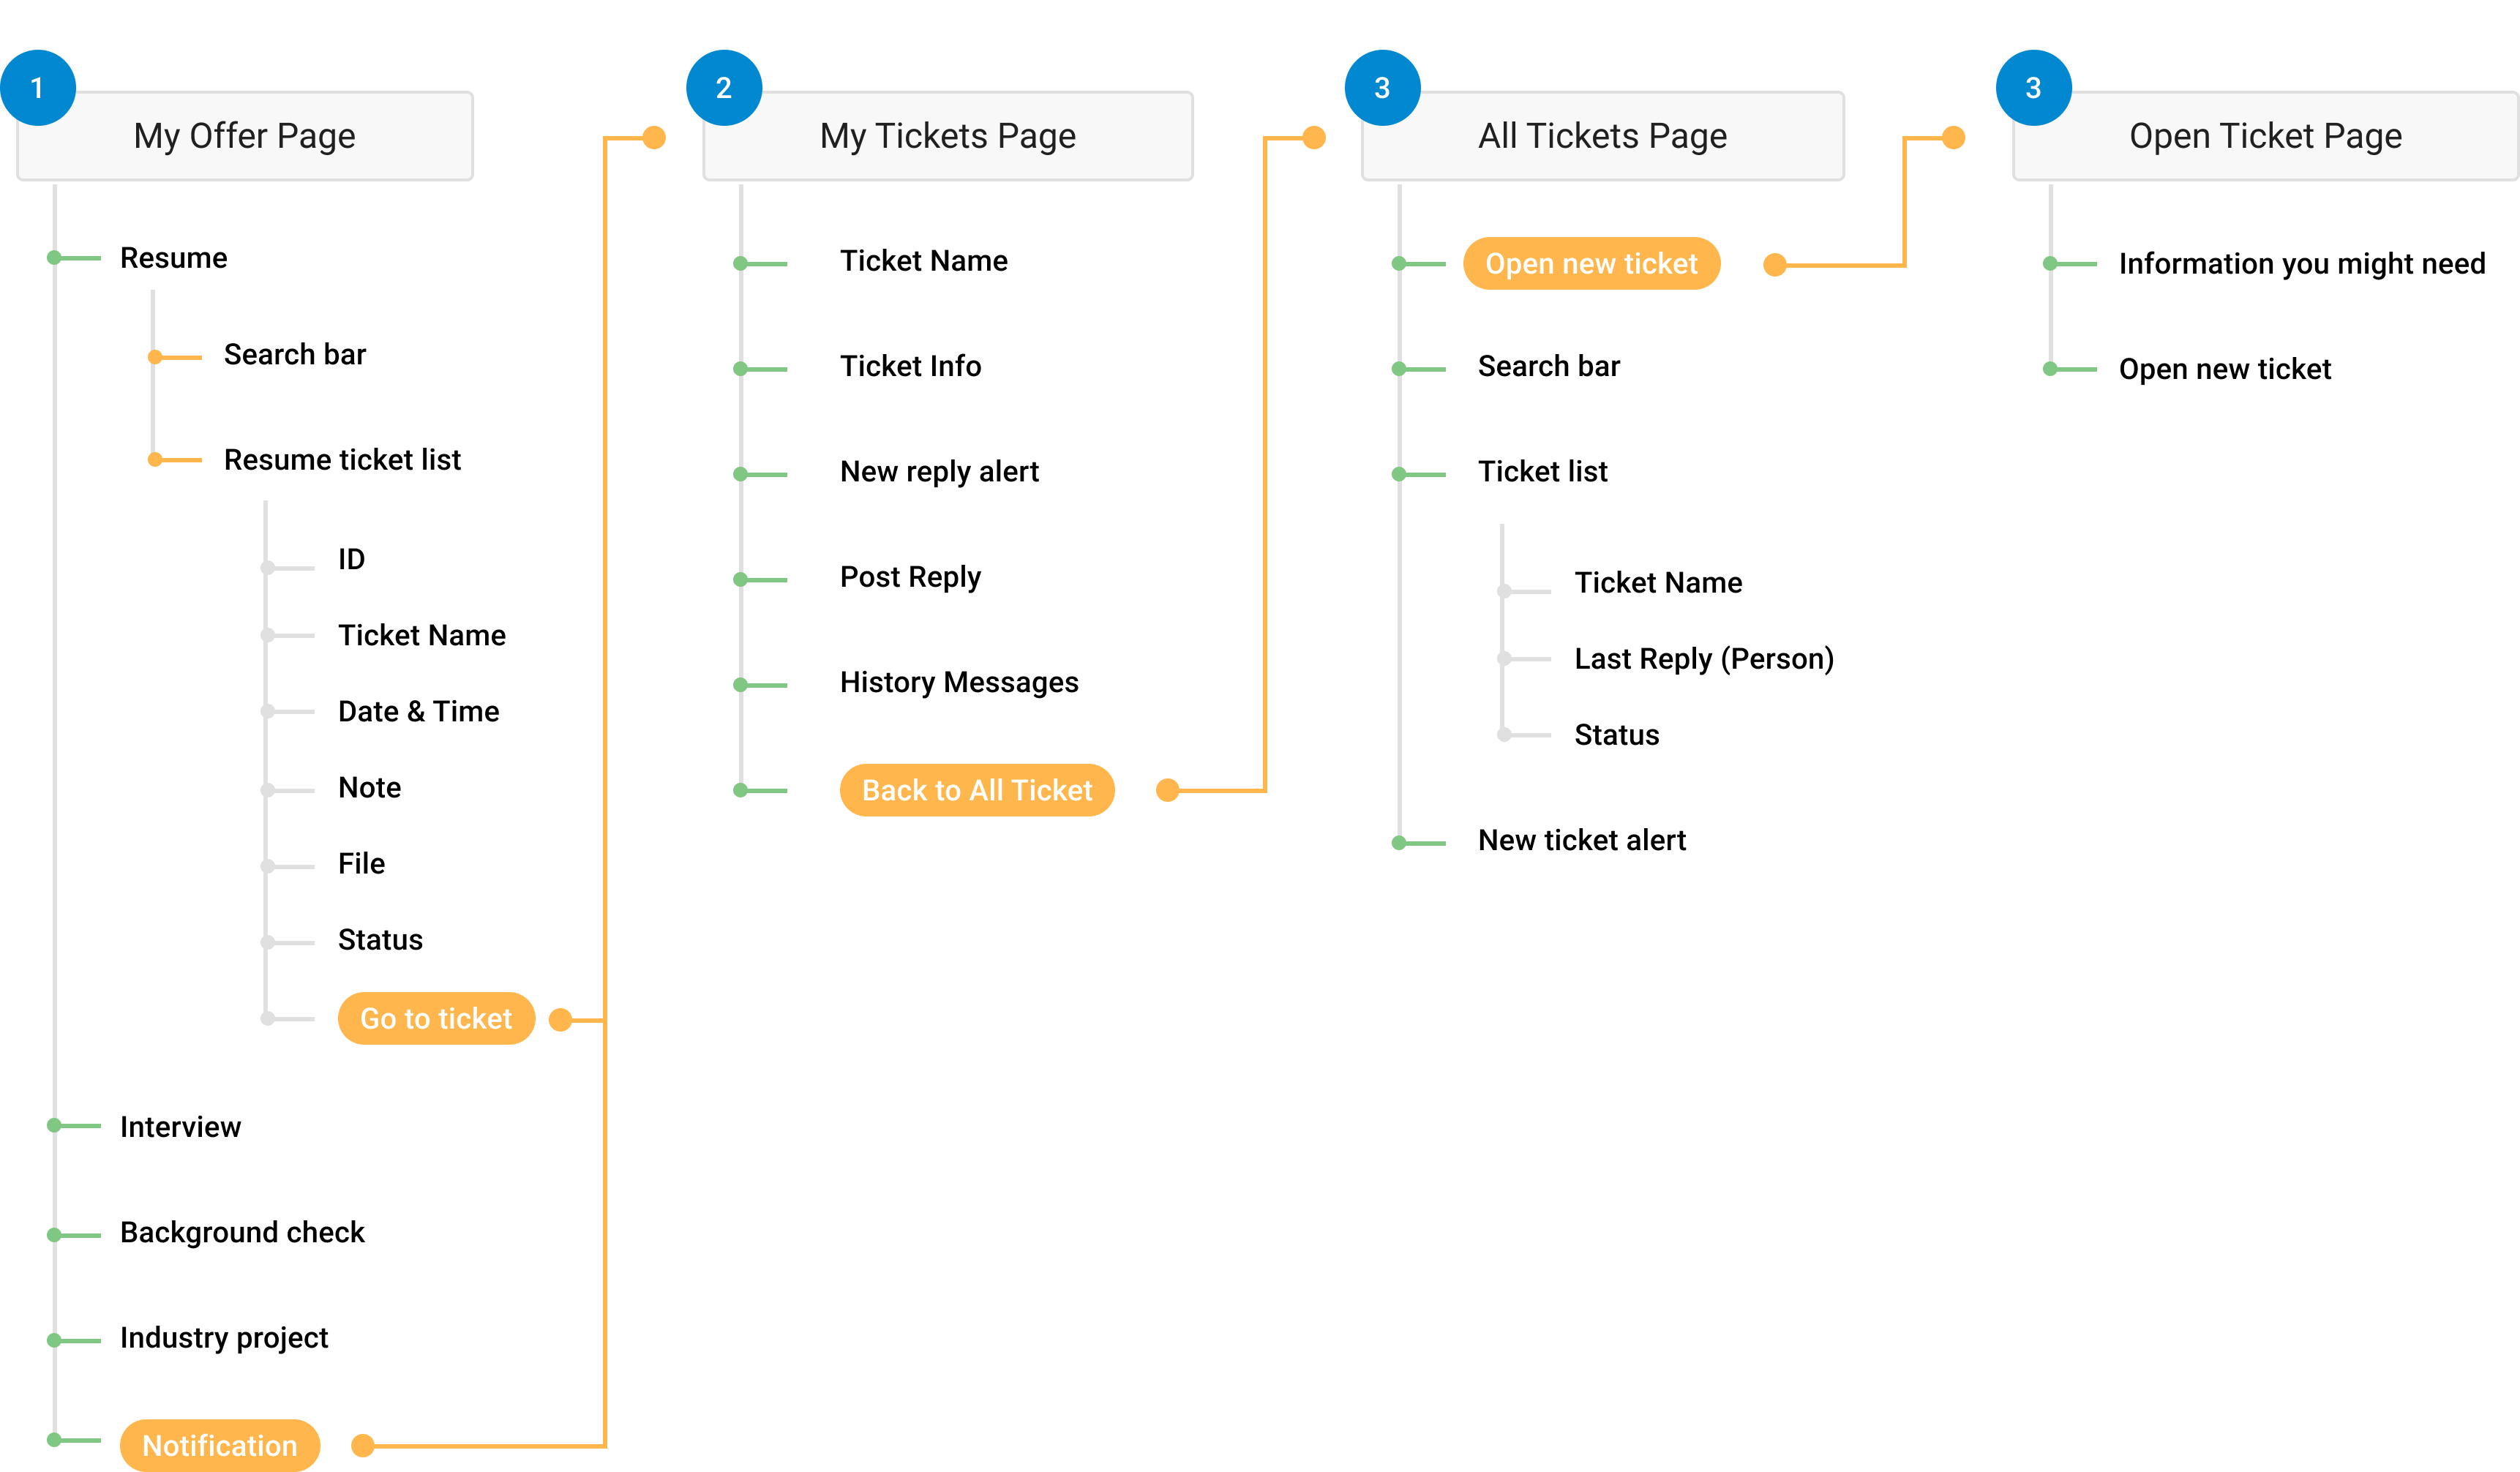 1
My Offer Page
Resume
Search bar
Resume ticket list
ID
Ticket Name
Date & Time
Note
File
Status
Go to ticket
Interview
Background check
Industry project
Notification
2
My Tickets Page
Ticket Name
Ticket Info
New reply alert
Post Reply
History Messages
Back to All Ticket
3
All Tickets Page
Open new ticket
Search bar
Ticket list
Ticket Name
Last Reply (Person)
Status
New ticket alert
3
Open Ticket Page
Information you might need
Open new ticket